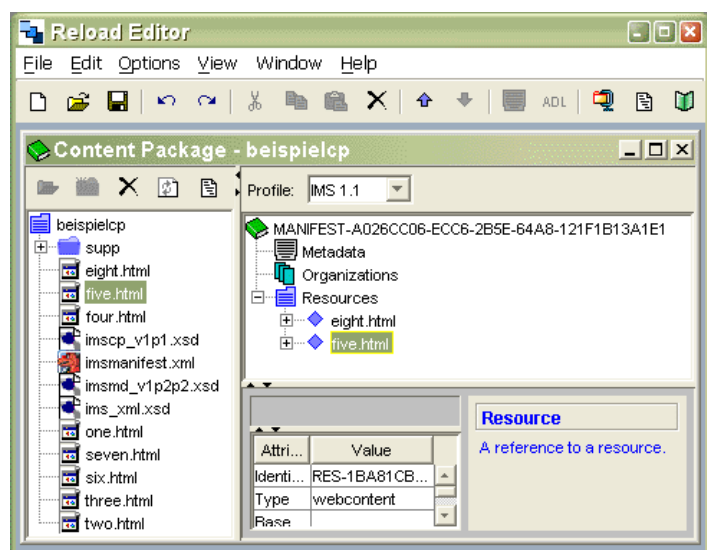 Reload Editor
File Edit Options View Window Help
ADL
Content Package - beispielcp
Profile: IMS 1.1
beispielcp
supp
eight.html
five.html
four.html
imscp_v1p1.xsd
imsmanifest.xml
imsmd_v1p2p2.xsd
ims_xml.xsd
one.html
seven.html
six.html
three.html
two.html
MANIFEST-A026CC06-ECC6-2B5E-64A8-121F1B13A1E1
Metadata
Organizations
Resources
eight.html
five.html
Attri... Value
Identi... RES-1BA81CB...
Type webcontent
Base
Resource
A reference to a resource.